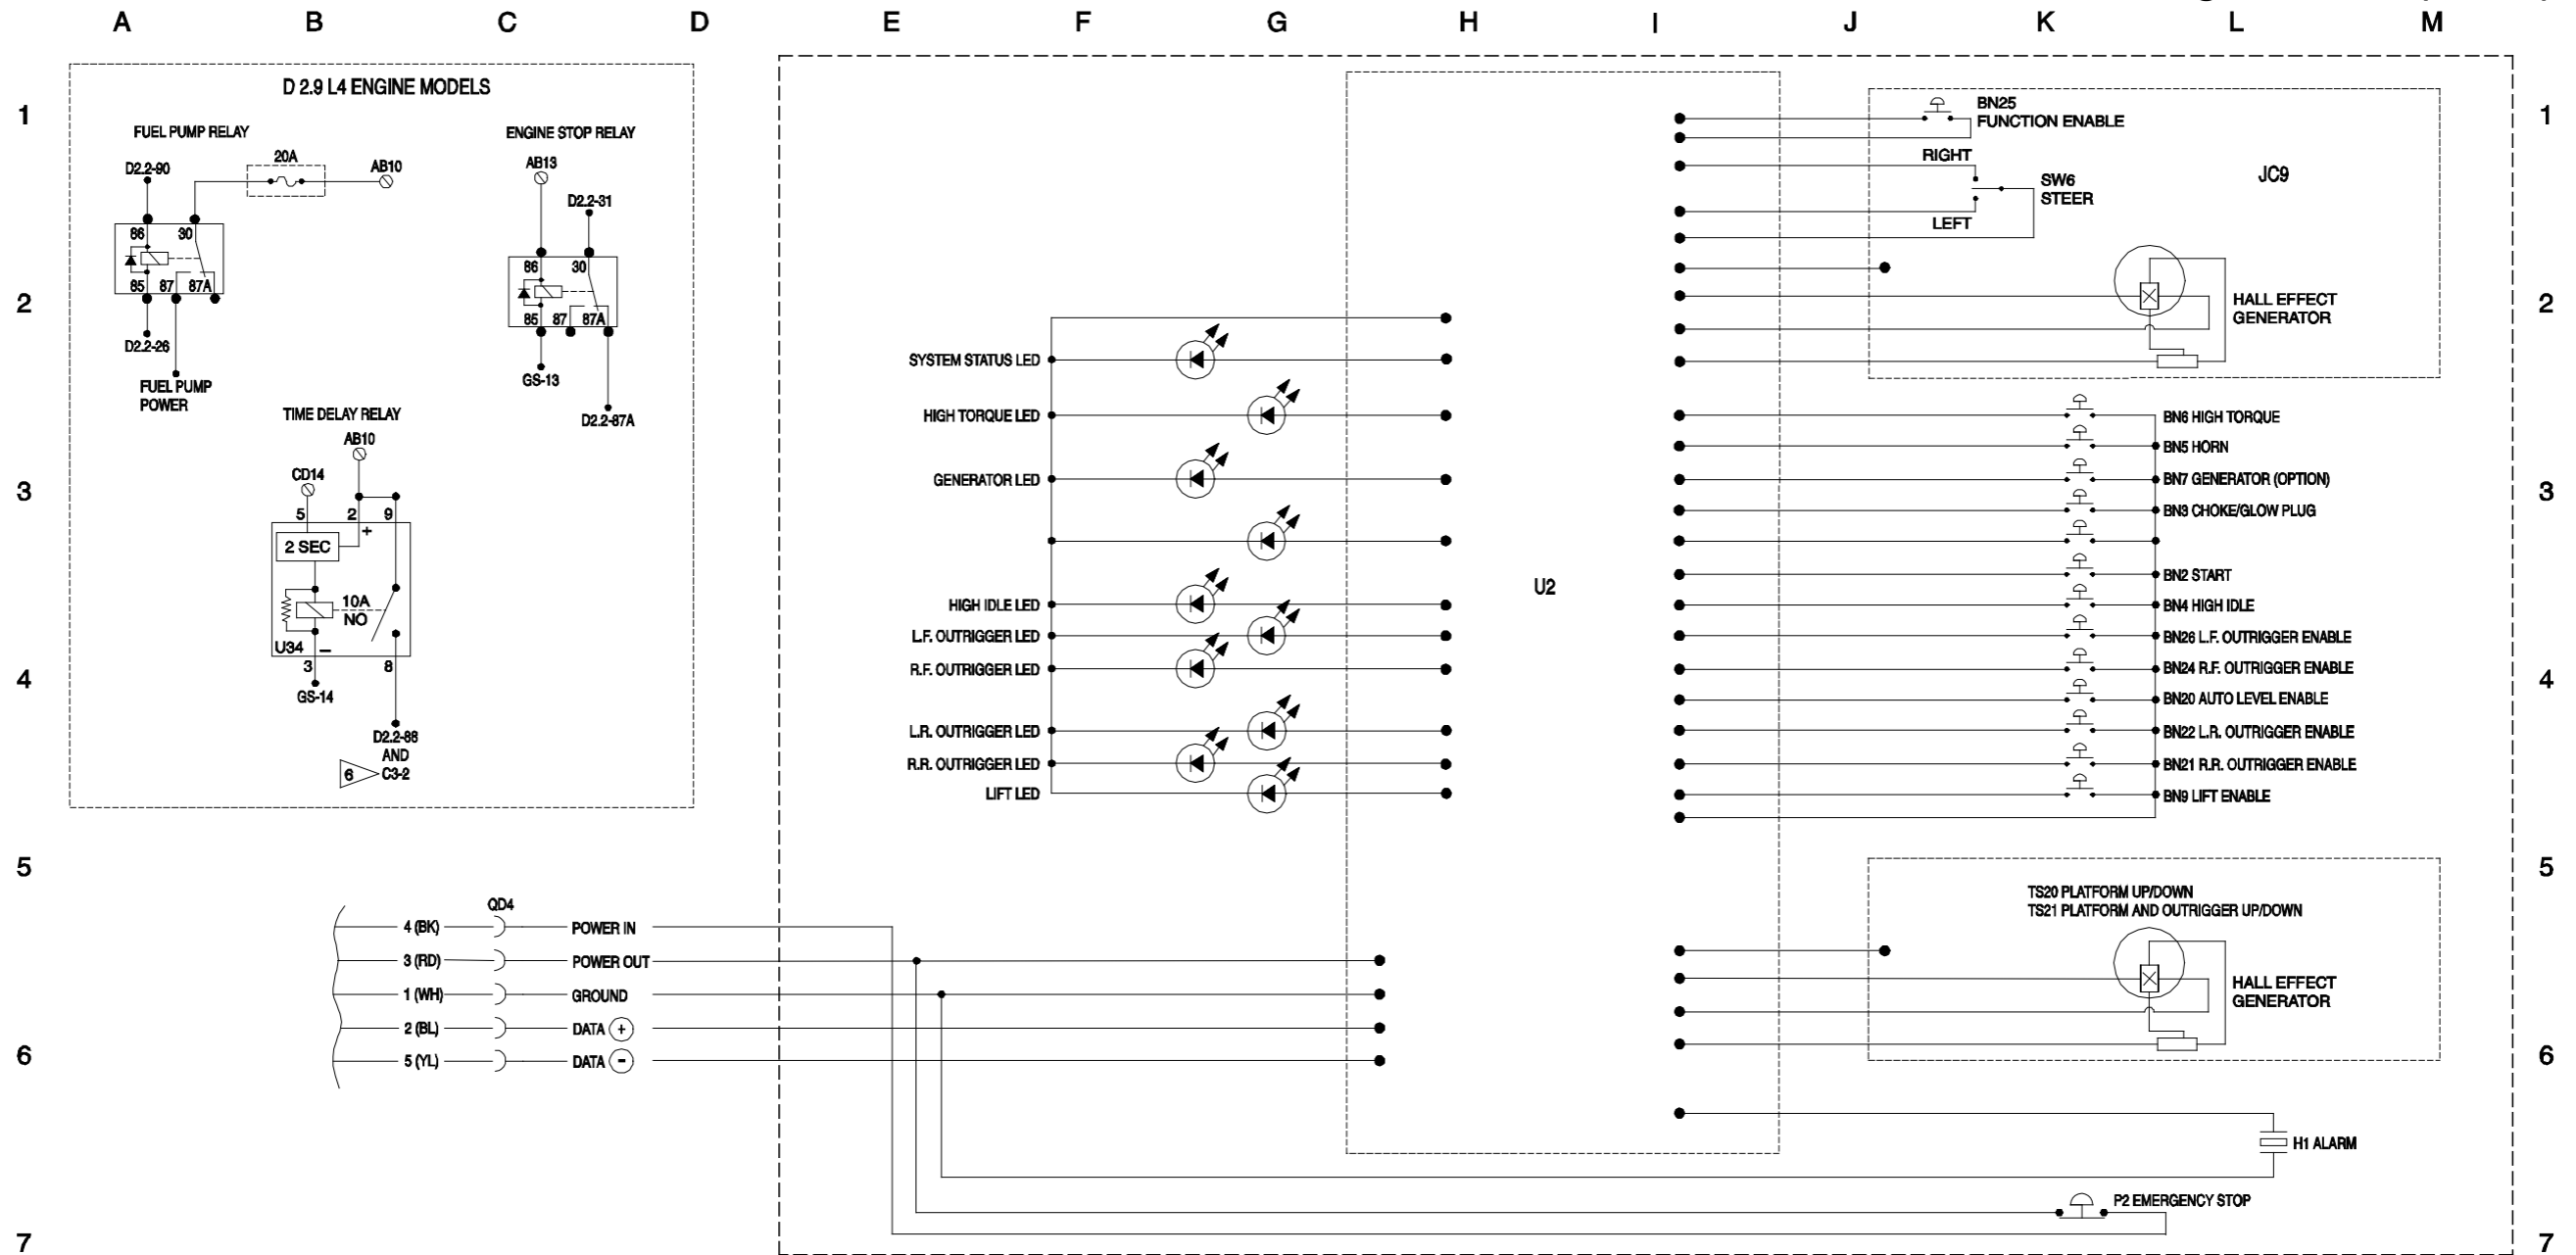 A B C D E F G H I J K L M
1
2
3
4
5
6
7
D 2.9 L4 ENGINE MODELS
FUEL PUMP RELAY
D2.2-90
20A
AB10
86 30
85 87 87A
D2.2-26
FUEL PUMP
POWER
ENGINE STOP RELAY
AB13
D2.2-31
86 30
85 87 87A
GS-13
D2.2-87A
TIME DELAY RELAY
AB10
CD14
5 2 9
+
2 SEC
10A
NO
U34 –
3 8
GS-14
D2.2-88
AND
6 C3-2
QD4
4 (BK) POWER IN
3 (RD) POWER OUT
1 (WH) GROUND
2 (BL) DATA +
5 (YL) DATA -
SYSTEM STATUS LED
HIGH TORQUE LED
GENERATOR LED
HIGH IDLE LED
L.F. OUTRIGGER LED
R.F. OUTRIGGER LED
L.R. OUTRIGGER LED
R.R. OUTRIGGER LED
LIFT LED
U2
BN25
FUNCTION ENABLE
RIGHT
SW6
STEER
LEFT
JC9
HALL EFFECT
GENERATOR
BN6 HIGH TORQUE
BN5 HORN
BN7 GENERATOR (OPTION)
BN3 CHOKE/GLOW PLUG
BN2 START
BN4 HIGH IDLE
BN26 L.F. OUTRIGGER ENABLE
BN24 R.F. OUTRIGGER ENABLE
BN20 AUTO LEVEL ENABLE
BN22 L.R. OUTRIGGER ENABLE
BN21 R.R. OUTRIGGER ENABLE
BN9 LIFT ENABLE
TS20 PLATFORM UP/DOWN
TS21 PLATFORM AND OUTRIGGER UP/DOWN
HALL EFFECT
GENERATOR
H1 ALARM
P2 EMERGENCY STOP
1
2
3
4
5
6
7